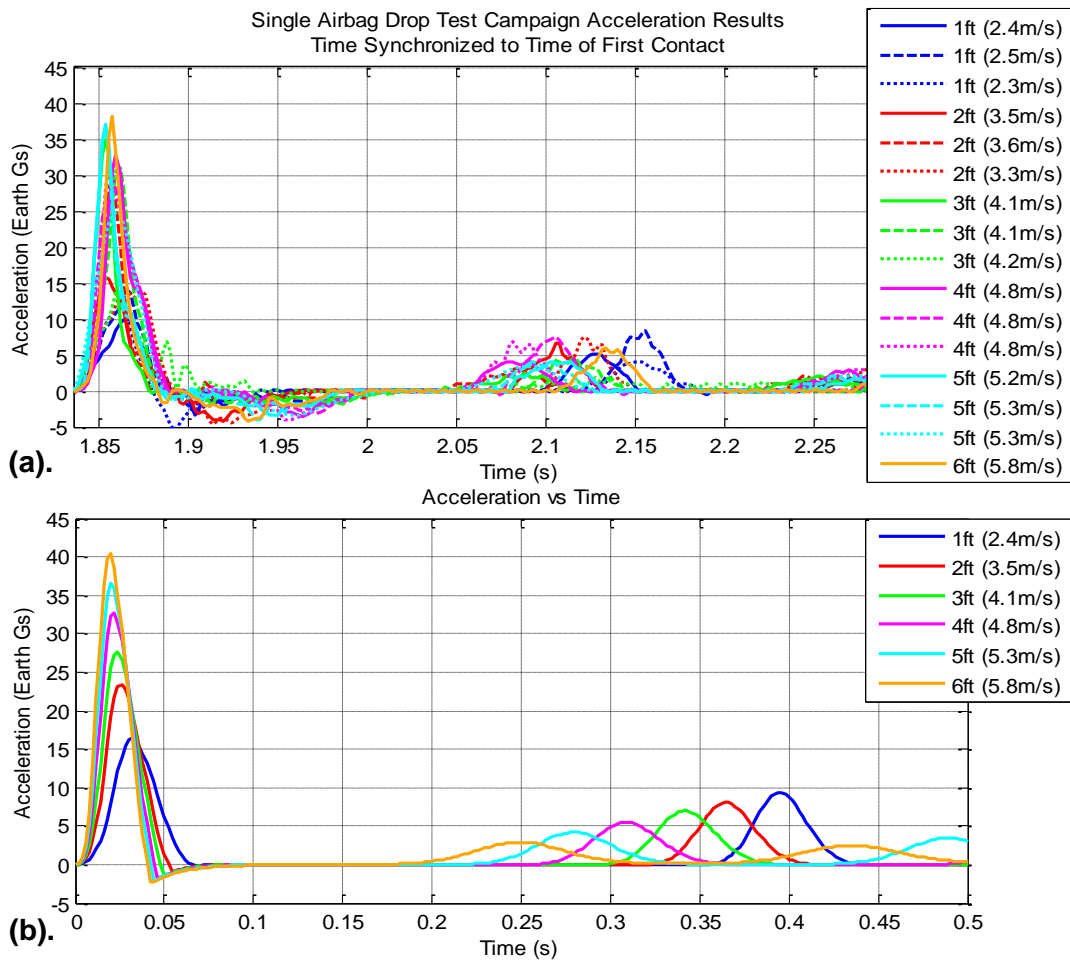 Single Airbag Drop Test Campaign Acceleration Results
Time Synchronized to Time of First Contact
45
40
35
30
25
20
15
10
5
0
-5
Acceleration (Earth Gs)
1.85
1.9
1.95
2
2.05
2.1
2.15
2.2
2.25
Time (s)
1ft (2.4m/s)
1ft (2.5m/s)
1ft (2.3m/s)
2ft (3.5m/s)
2ft (3.6m/s)
2ft (3.3m/s)
3ft (4.1m/s)
3ft (4.1m/s)
3ft (4.2m/s)
4ft (4.8m/s)
4ft (4.8m/s)
4ft (4.8m/s)
5ft (5.2m/s)
5ft (5.3m/s)
5ft (5.3m/s)
6ft (5.8m/s)
(a).
Acceleration vs Time
45
40
35
30
25
20
15
10
5
0
-5
Acceleration (Earth Gs)
0
0.05
0.1
0.15
0.2
0.25
0.3
0.35
0.4
0.45
0.5
Time (s)
1ft (2.4m/s)
2ft (3.5m/s)
3ft (4.1m/s)
4ft (4.8m/s)
5ft (5.3m/s)
6ft (5.8m/s)
(b).